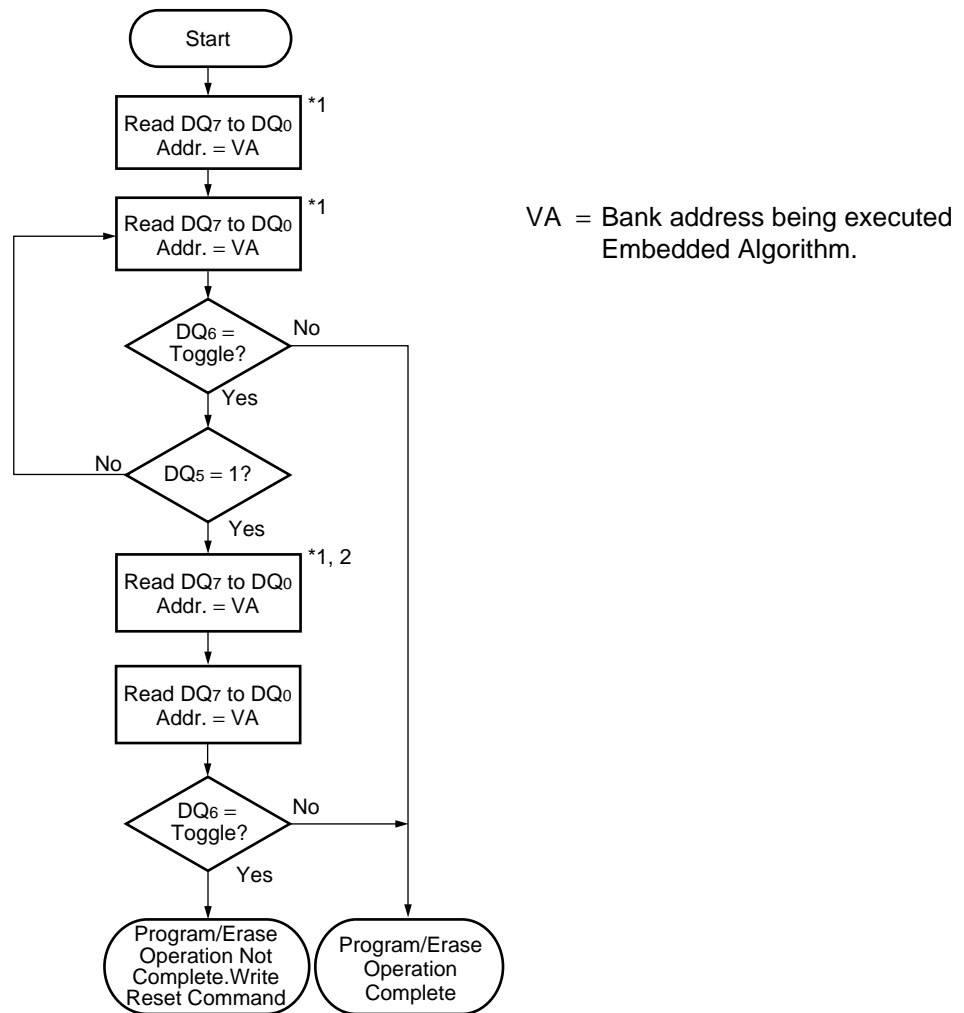 Start
*1
Read DQ7 to DQ0
Addr. = VA
*1
Read DQ7 to DQ0
Addr. = VA
VA = Bank address being executed
Embedded Algorithm.
DQ6 =
Toggle?
No
Yes
No
DQ5 = 1?
Yes
*1, 2
Read DQ7 to DQ0
Addr. = VA
Read DQ7 to DQ0
Addr. = VA
DQ6 =
Toggle?
No
Yes
Program/Erase
Operation Not
Complete.Write
Reset Command
Program/Erase
Operation
Complete